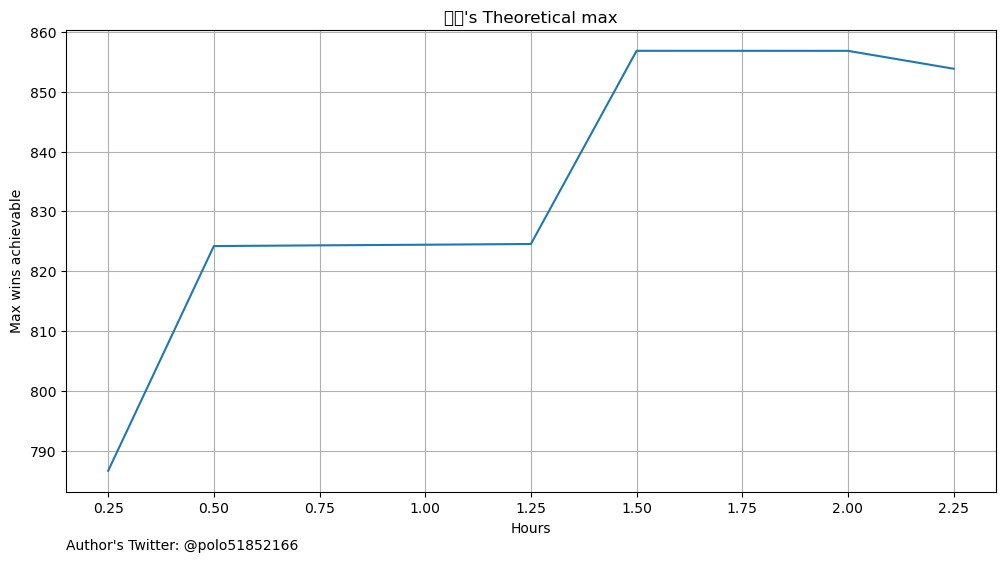 's Theoretical max
Max wins achievable
860
850
840
830
820
810
800
790
0.25 0.50 0.75 1.00 1.25 1.50 1.75 2.00 2.25
Hours
Author's Twitter: @polo51852166